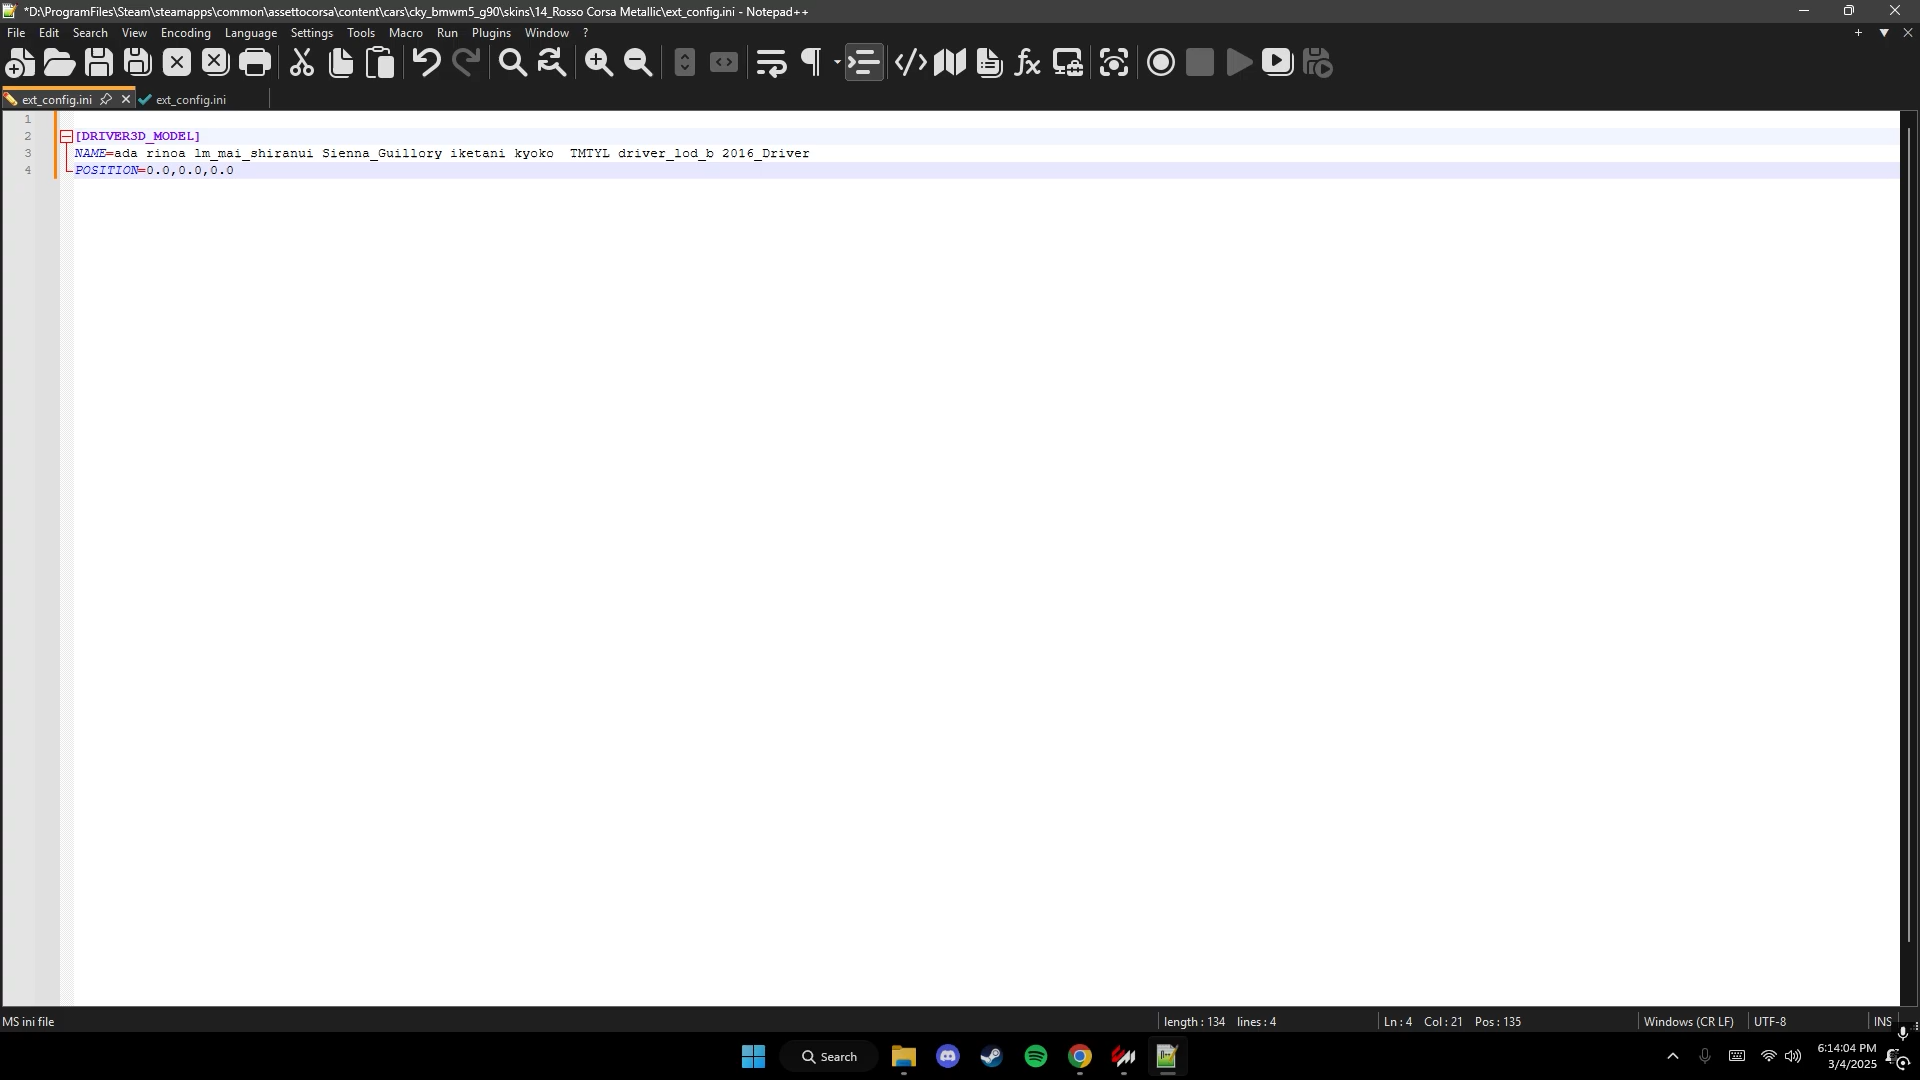 *D:\ProgramFiles\Steam\steamapps\common\assettocorsa\content\cars\cky_bmwm5_g90\skins\14_Rosso Corsa Metallic\ext_config.ini - Notepad++
File Edit Search View Encoding Language Settings Tools Macro Run Plugins Window ?
ext_config.ini ext_config.ini
1
2 [DRIVER3D_MODEL]
3 NAME=ada rinoa lm_mai_shiranui Sienna_Guillory iketani kyoko  TMTYL driver_lod_b 2016_Driver
4 POSITION=0.0,0.0,0.0
MS ini file length : 134 lines : 4 Ln : 4 Col : 21 Pos : 135 Windows (CR LF) UTF-8 INS
Search
6:14:04 PM
3/4/2025